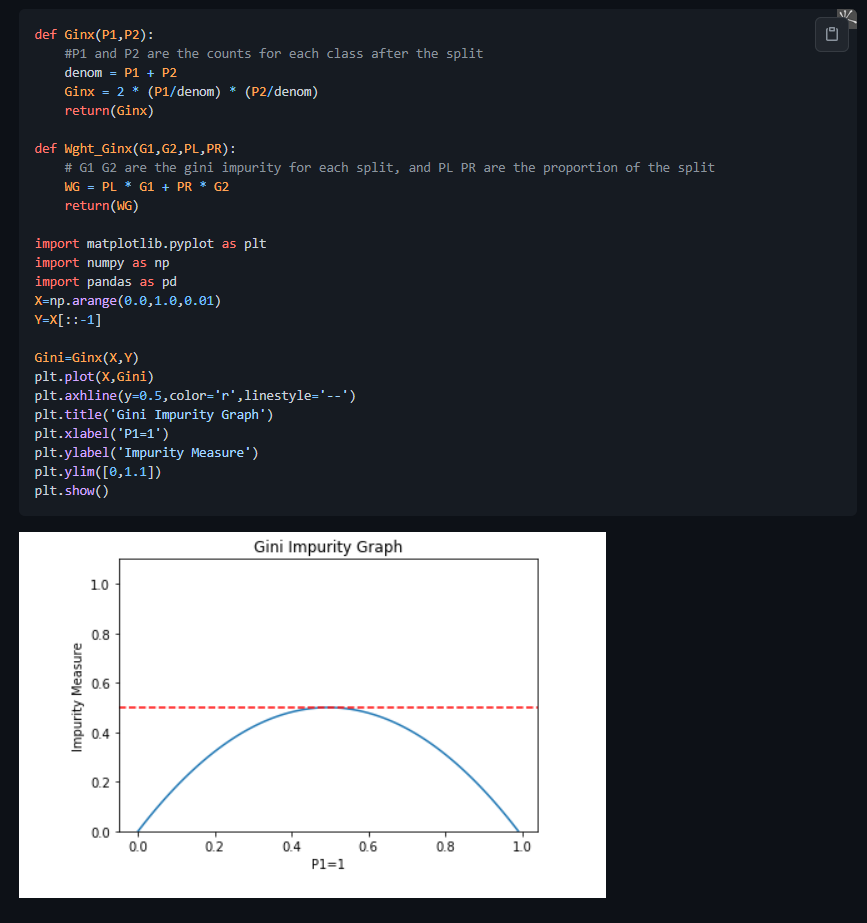 def Ginx(P1,P2):
    #P1 and P2 are the counts for each class after the split
    denom = P1 + P2
    Ginx = 2 * (P1/denom) * (P2/denom)
    return(Ginx)

def Wght_Ginx(G1,G2,PL,PR):
    # G1 G2 are the gini impurity for each split, and PL PR are the proportion of the split
    WG = PL * G1 + PR * G2
    return(WG)

import matplotlib.pyplot as plt
import numpy as np
import pandas as pd
X=np.arange(0.0,1.0,0.01)
Y=X[::-1]

Gini=Ginx(X,Y)
plt.plot(X,Gini)
plt.axhline(y=0.5,color='r',linestyle='--')
plt.title('Gini Impurity Graph')
plt.xlabel('P1=1')
plt.ylabel('Impurity Measure')
plt.ylim([0,1.1])
plt.show()

Gini Impurity Graph
Impurity Measure
1.0
0.8
0.6
0.4
0.2
0.0
0.0 0.2 0.4 0.6 0.8 1.0
P1=1